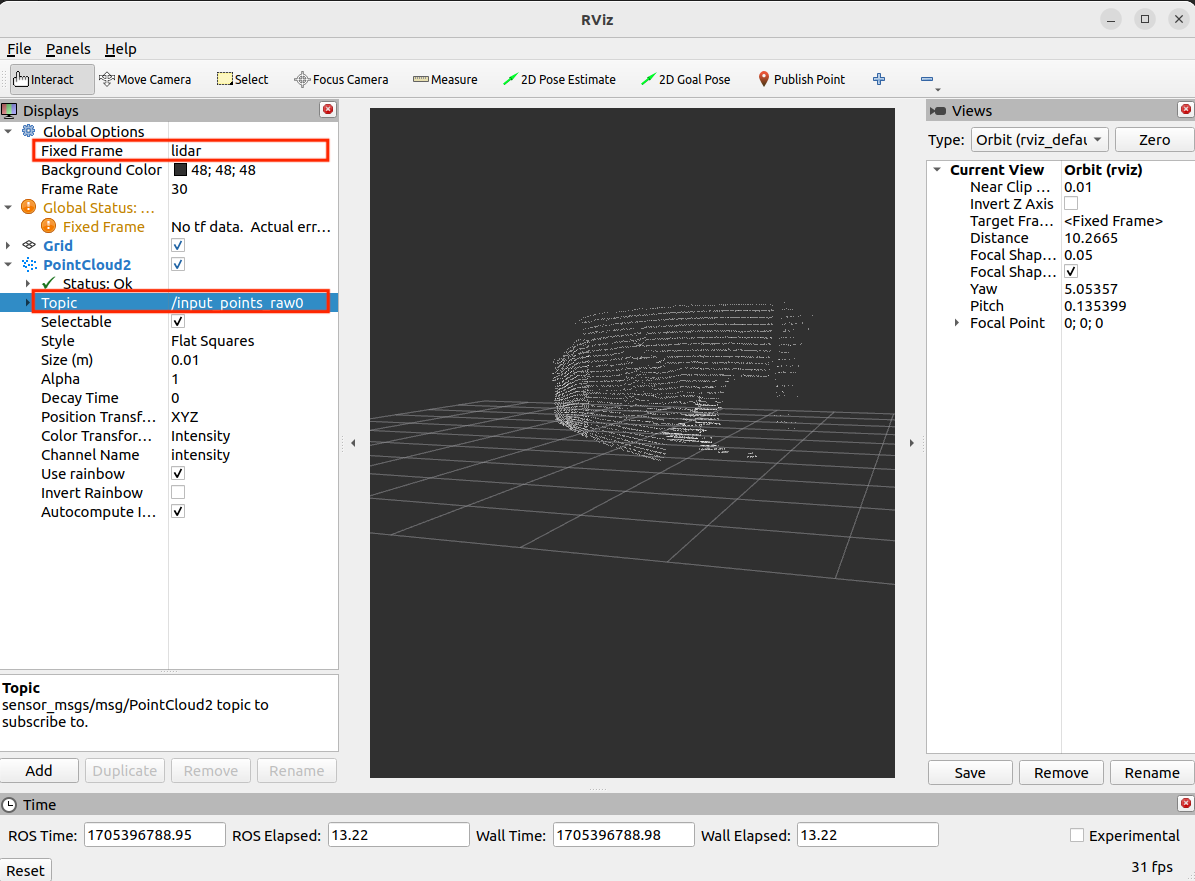 RViz
File Panels Help
Interact Move Camera Select Focus Camera Measure 2D Pose Estimate 2D Goal Pose Publish Point
Displays
Global Options
Fixed Frame lidar
Background Color 48; 48; 48
Frame Rate 30
Global Status: ...
Fixed Frame No tf data. Actual err...
Grid
PointCloud2
Status: Ok
Topic /input_points_raw0
Selectable
Style Flat Squares
Size (m) 0.01
Alpha 1
Decay Time 0
Position Transf... XYZ
Color Transfor... Intensity
Channel Name intensity
Use rainbow
Invert Rainbow
Autocompute I...
Topic
sensor_msgs/msg/PointCloud2 topic to
subscribe to.
Add Duplicate Remove Rename
Views
Type: Orbit (rviz_defau Zero
Current View Orbit (rviz)
Near Clip ... 0.01
Invert Z Axis
Target Fra... <Fixed Frame>
Distance 10.2665
Focal Shap... 0.05
Focal Shap...
Yaw 5.05357
Pitch 0.135399
Focal Point 0; 0; 0
Save Remove Rename
Time
ROS Time: 1705396788.95 ROS Elapsed: 13.22 Wall Time: 1705396788.98 Wall Elapsed: 13.22 Experimental
Reset 31 fps